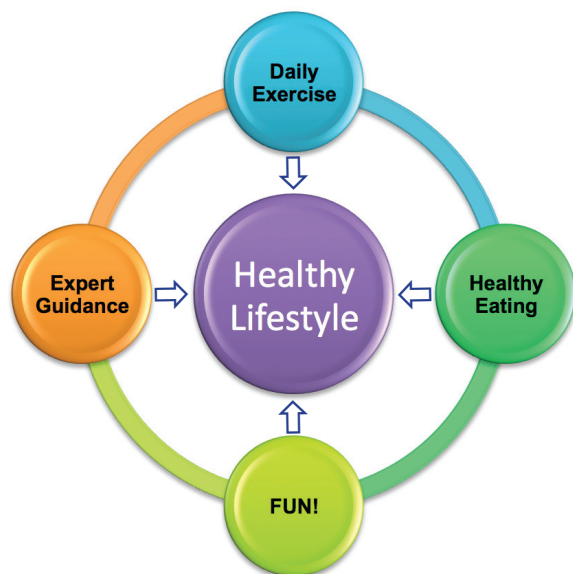 Daily
Exercise
Expert
Guidance
Healthy
Lifestyle
Healthy
Eating
FUN!